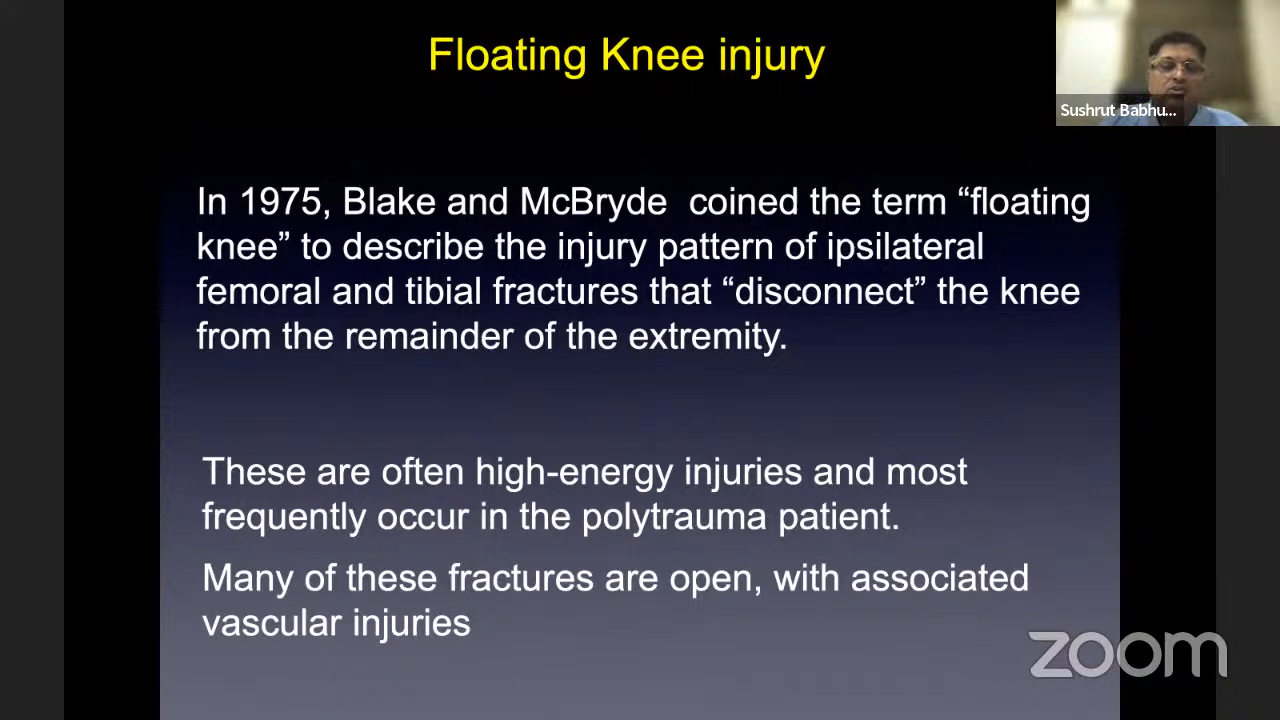 Floating Knee injury
Sushrut Babhu...
In 1975, Blake and McBryde coined the term “floating
knee” to describe the injury pattern of ipsilateral
femoral and tibial fractures that “disconnect” the knee
from the remainder of the extremity.
These are often high-energy injuries and most
frequently occur in the polytrauma patient.
Many of these fractures are open, with associated
vascular injuries
zoom